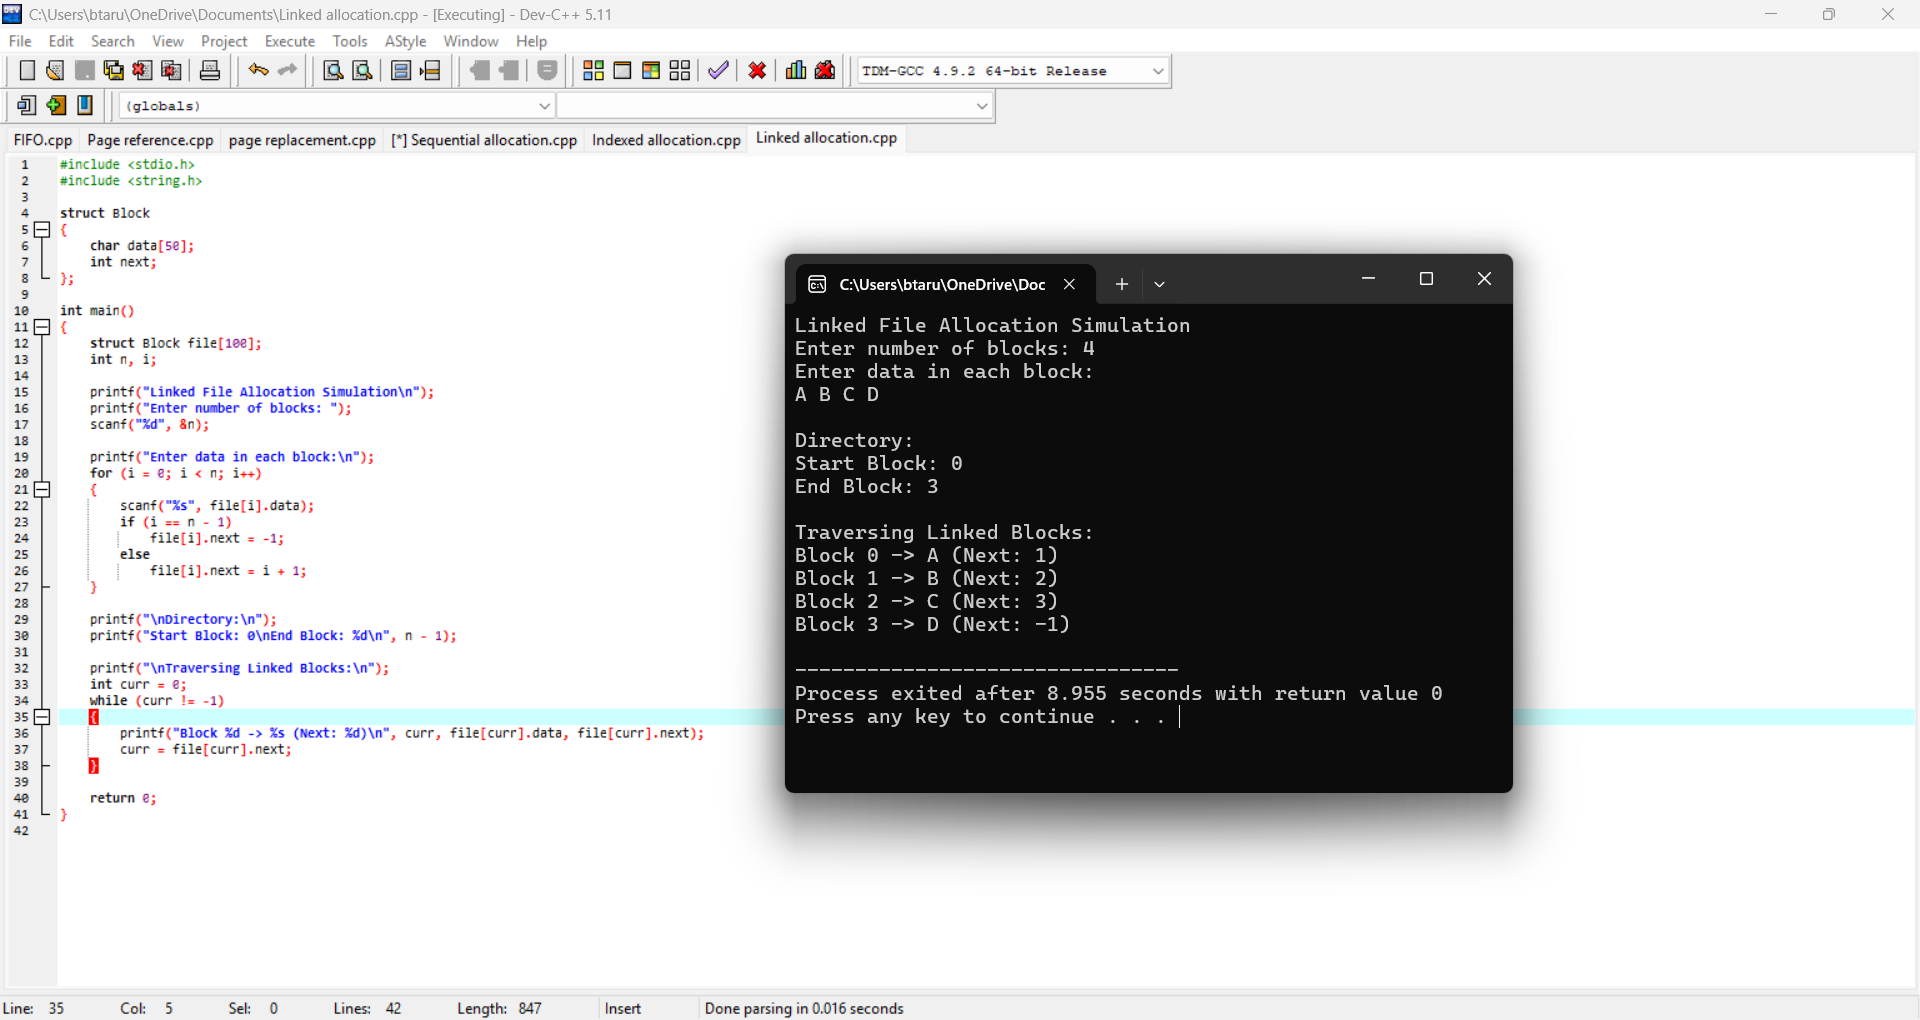 C:\Users\btaru\OneDrive\Documents\Linked allocation.cpp - [Executing] - Dev-C++ 5.11
File Edit Search View Project Execute Tools AStyle Window Help
TDM-GCC 4.9.2 64-bit Release
(globals)
FIFO.cpp Page reference.cpp page replacement.cpp [*] Sequential allocation.cpp Indexed allocation.cpp Linked allocation.cpp
1 #include <stdio.h>
2 #include <string.h>
3
4 struct Block
5 {
6 char data[50];
7 int next;
8 };
9
10 int main()
11 {
12 struct Block file[100];
13 int n, i;
14
15 printf("Linked File Allocation Simulation\n");
16 printf("Enter number of blocks: ");
17 scanf("%d", &n);
18
19 printf("Enter data in each block:\n");
20 for (i = 0; i < n; i++)
21 {
22 scanf("%s", file[i].data);
23 if (i == n - 1)
24 file[i].next = -1;
25 else
26 file[i].next = i + 1;
27 }
28
29 printf("\nDirectory:\n");
30 printf("Start Block: 0\nEnd Block: %d\n", n - 1);
31
32 printf("\nTraversing Linked Blocks:\n");
33 int curr = 0;
34 while (curr != -1)
35 {
36 printf("Block %d -> %s (Next: %d)\n", curr, file[curr].data, file[curr].next);
37 curr = file[curr].next;
38 }
39
40 return 0;
41 }
42
C:\Users\btaru\OneDrive\Doc
Linked File Allocation Simulation
Enter number of blocks: 4
Enter data in each block:
A B C D
Directory:
Start Block: 0
End Block: 3
Traversing Linked Blocks:
Block 0 -> A (Next: 1)
Block 1 -> B (Next: 2)
Block 2 -> C (Next: 3)
Block 3 -> D (Next: -1)
--------------------------------
Process exited after 8.955 seconds with return value 0
Press any key to continue . . .
Line: 35 Col: 5 Sel: 0 Lines: 42 Length: 847 Insert Done parsing in 0.016 seconds